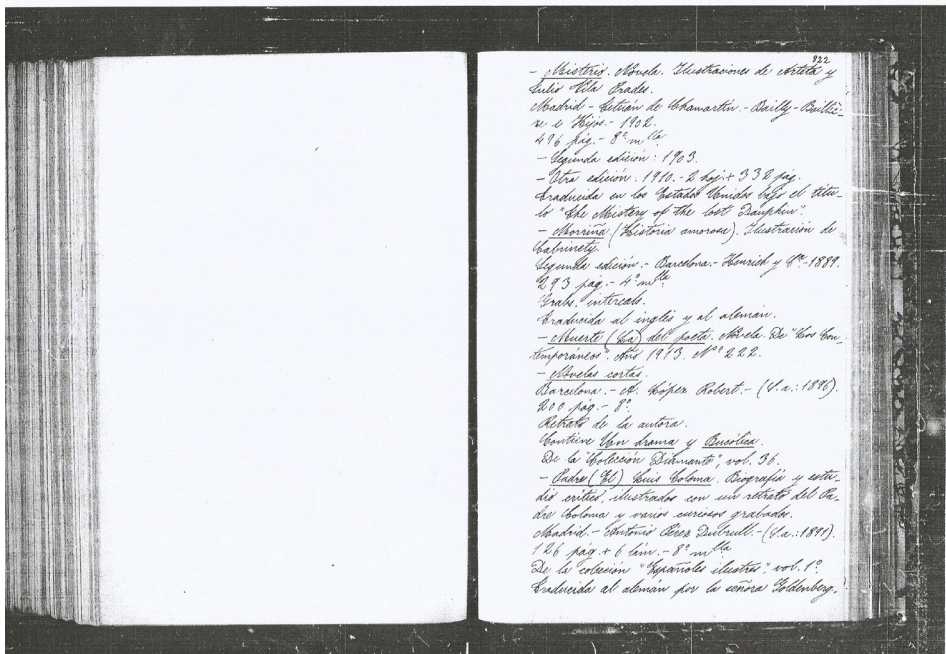 822
- Misterio. Novela. Ilustraciones de Arteta y
Julio Vila Prades.
Madrid - Estián de Chamartín. - Bailly - Bailliè-
re e Hijos. - 1902.
496 pág. - 8º mlla
- Segunda edición: 1903.
- Otra edición: 1910. - 2 hoj. + 332 pag.
Traducida en los Estados Unidos bajo el títu-
lo "The Mistery of the lost Dauphin".
- Morriña (Historia amorosa). Ilustración de
Cabrinety.
Segunda edición. - Barcelona. - Henrich y Cª - 1889.
293 pág. - 4º mlla
Grabs. intercals.
Traducida al inglés y al alemán.
- Muerte (La) del poeta. Novela. De "Los Con-
temporáneos". Año 1913. Nº 222.
- Novelas cortas.
Barcelona. - A. López Robert. - (S.a.: 1896).
200 pág. - 8º.
Retrato de la autora.
Contiene Un drama y Bucólica.
De la "Colección Diamante", vol. 36.
- Padre (El) Luis Coloma. Biografía y estu-
dio crítico, ilustrados con un retrato del Pa-
dre Coloma y varios curiosos grabados.
Madrid. - Antonio Pérez Dubrull. - (S.a.: 1891).
126 pág. + 6 lám. - 8º mlla
De la colección "Españoles ilustres", vol. 1º.
Traducida al alemán por la señora Goldenberg.